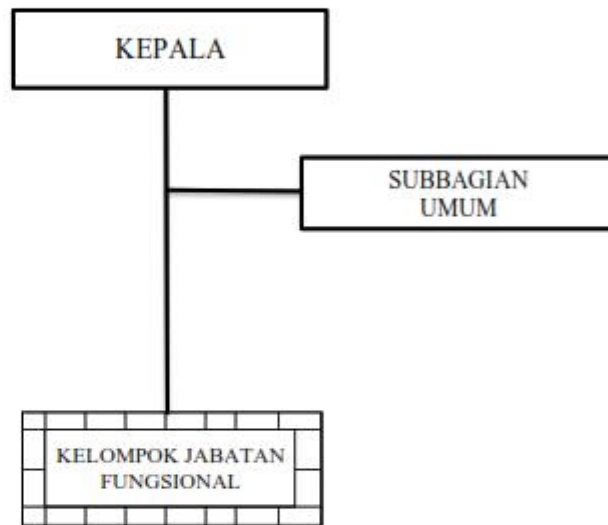 KEPALA
SUBBAGIAN
UMUM
KELOMPOK JABATAN
FUNGSIONAL